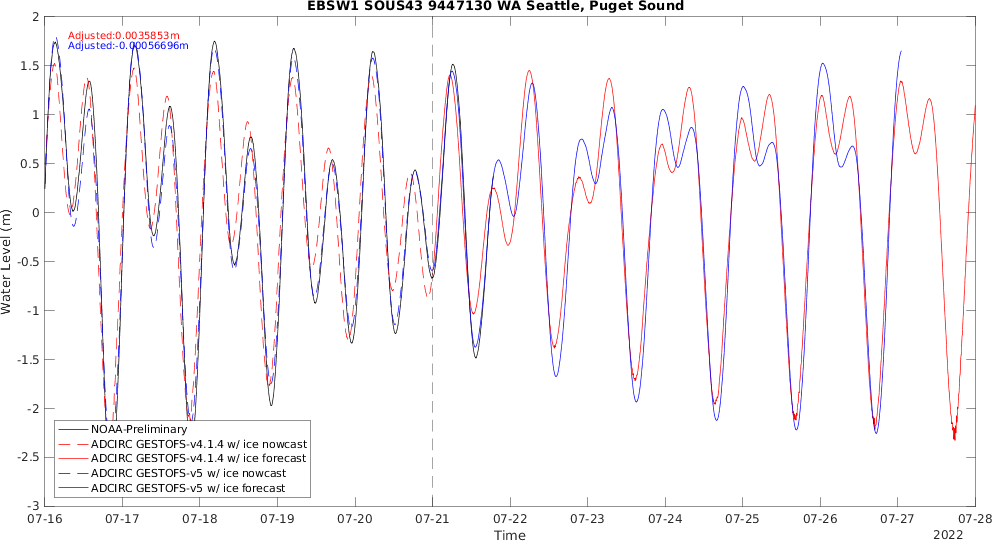 EBSW1 SOUS43 9447130 WA Seattle, Puget Sound
Adjusted:0.0035853m
Adjusted:-0.00056696m
Water Level (m)
2
1.5
1
0.5
0
-0.5
-1
-1.5
-2
-2.5
-3
NOAA-Preliminary
ADCIRC GESTOFS-v4.1.4 w/ ice nowcast
ADCIRC GESTOFS-v4.1.4 w/ ice forecast
ADCIRC GESTOFS-v5 w/ ice nowcast
ADCIRC GESTOFS-v5 w/ ice forecast
07-16 07-17 07-18 07-19 07-20 07-21 07-22 07-23 07-24 07-25 07-26 07-27 07-28
Time
2022